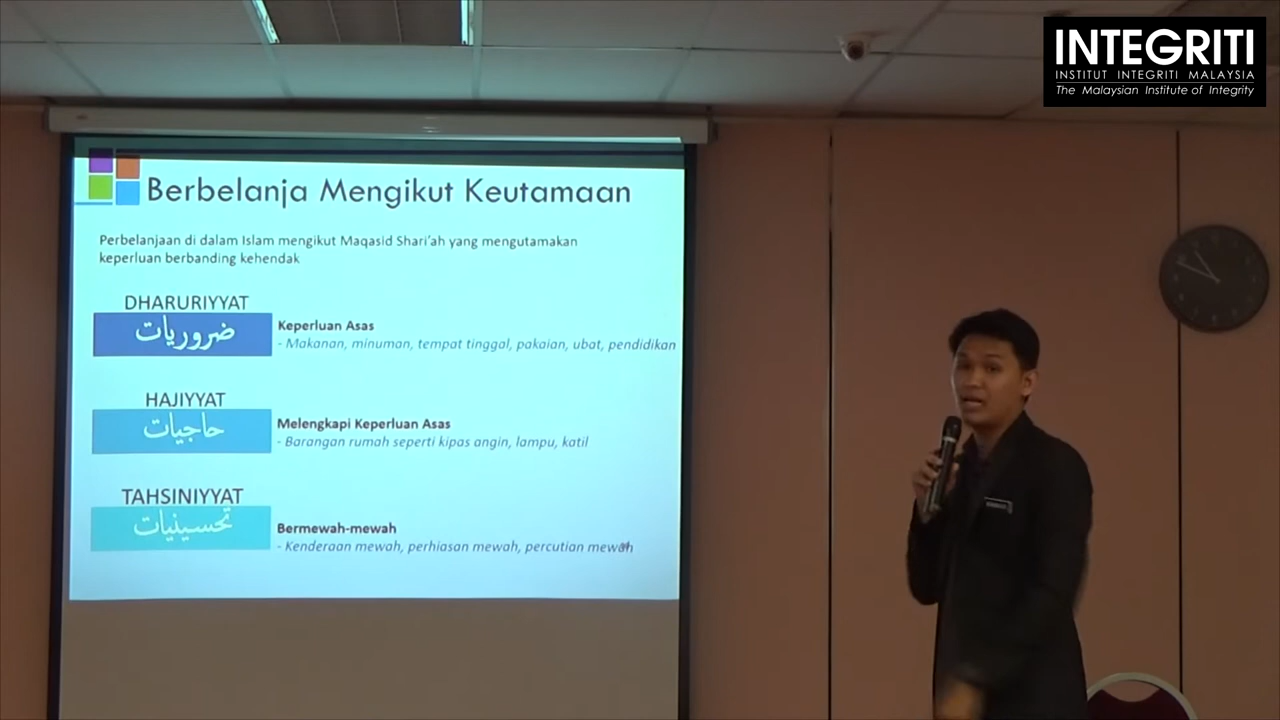 INTEGRITI
INSTITUT INTEGRITI MALAYSIA
The Malaysian Institute of Integrity
Berbelanja Mengikut Keutamaan
Perbelanjaan di dalam Islam mengikut Maqasid Shari'ah yang mengutamakan
keperluan berbanding kehendak
DHARURIYYAT
ضروريات
Keperluan Asas
- Makanan, minuman, tempat tinggal, pakaian, ubat, pendidikan
HAJIYYAT
حاجيات
Melengkapi Keperluan Asas
- Barangan rumah seperti kipas angin, lampu, katil
TAHSINIYYAT
تحسينيات
Bermewah-mewah
- Kenderaan mewah, perhiasan mewah, percutian mewah